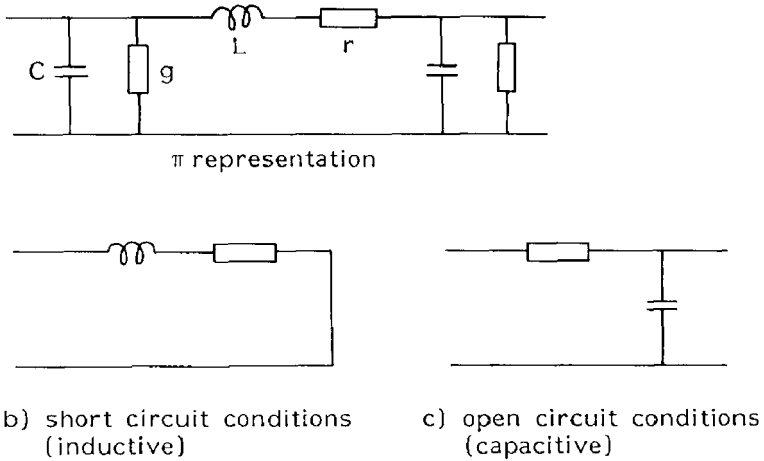 C
g
L
r
π representation
b) short circuit conditions
(inductive)
c) open circuit conditions
(capacitive)